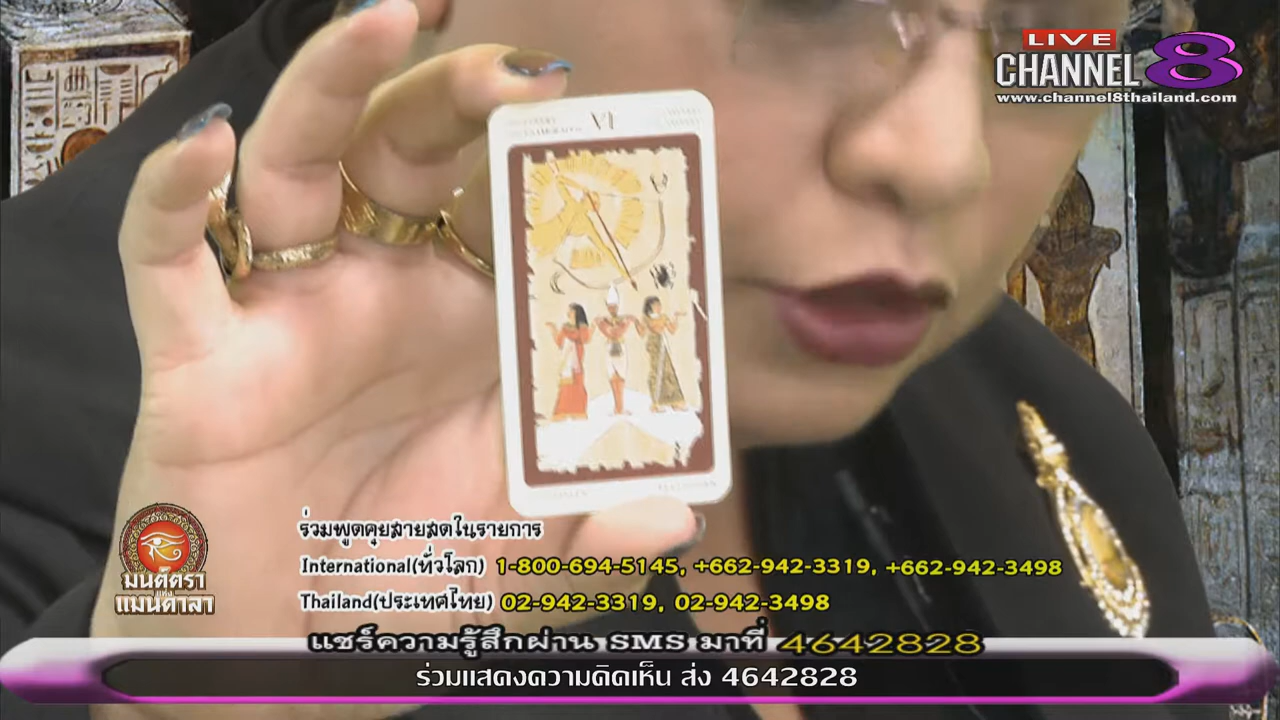 LIVE
CHANNEL 8
www.channel8thailand.com
VI
ร่วมพูดคุยสายสดในรายการ
International(ทั่วโลก) 1-800-694-5145, +662-942-3319, +662-942-3498
Thailand(ประเทศไทย) 02-942-3319, 02-942-3498
มนต์ตรา
แห่ง
แมนดาลา
แชร์ความรู้สึกผ่าน SMS มาที่ 4642828
ร่วมแสดงความคิดเห็น ส่ง 4642828